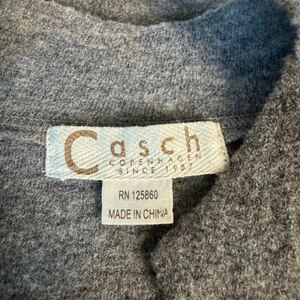 Casch
COPENHAGEN
SINCE 1987
RN 125860
MADE IN CHINA